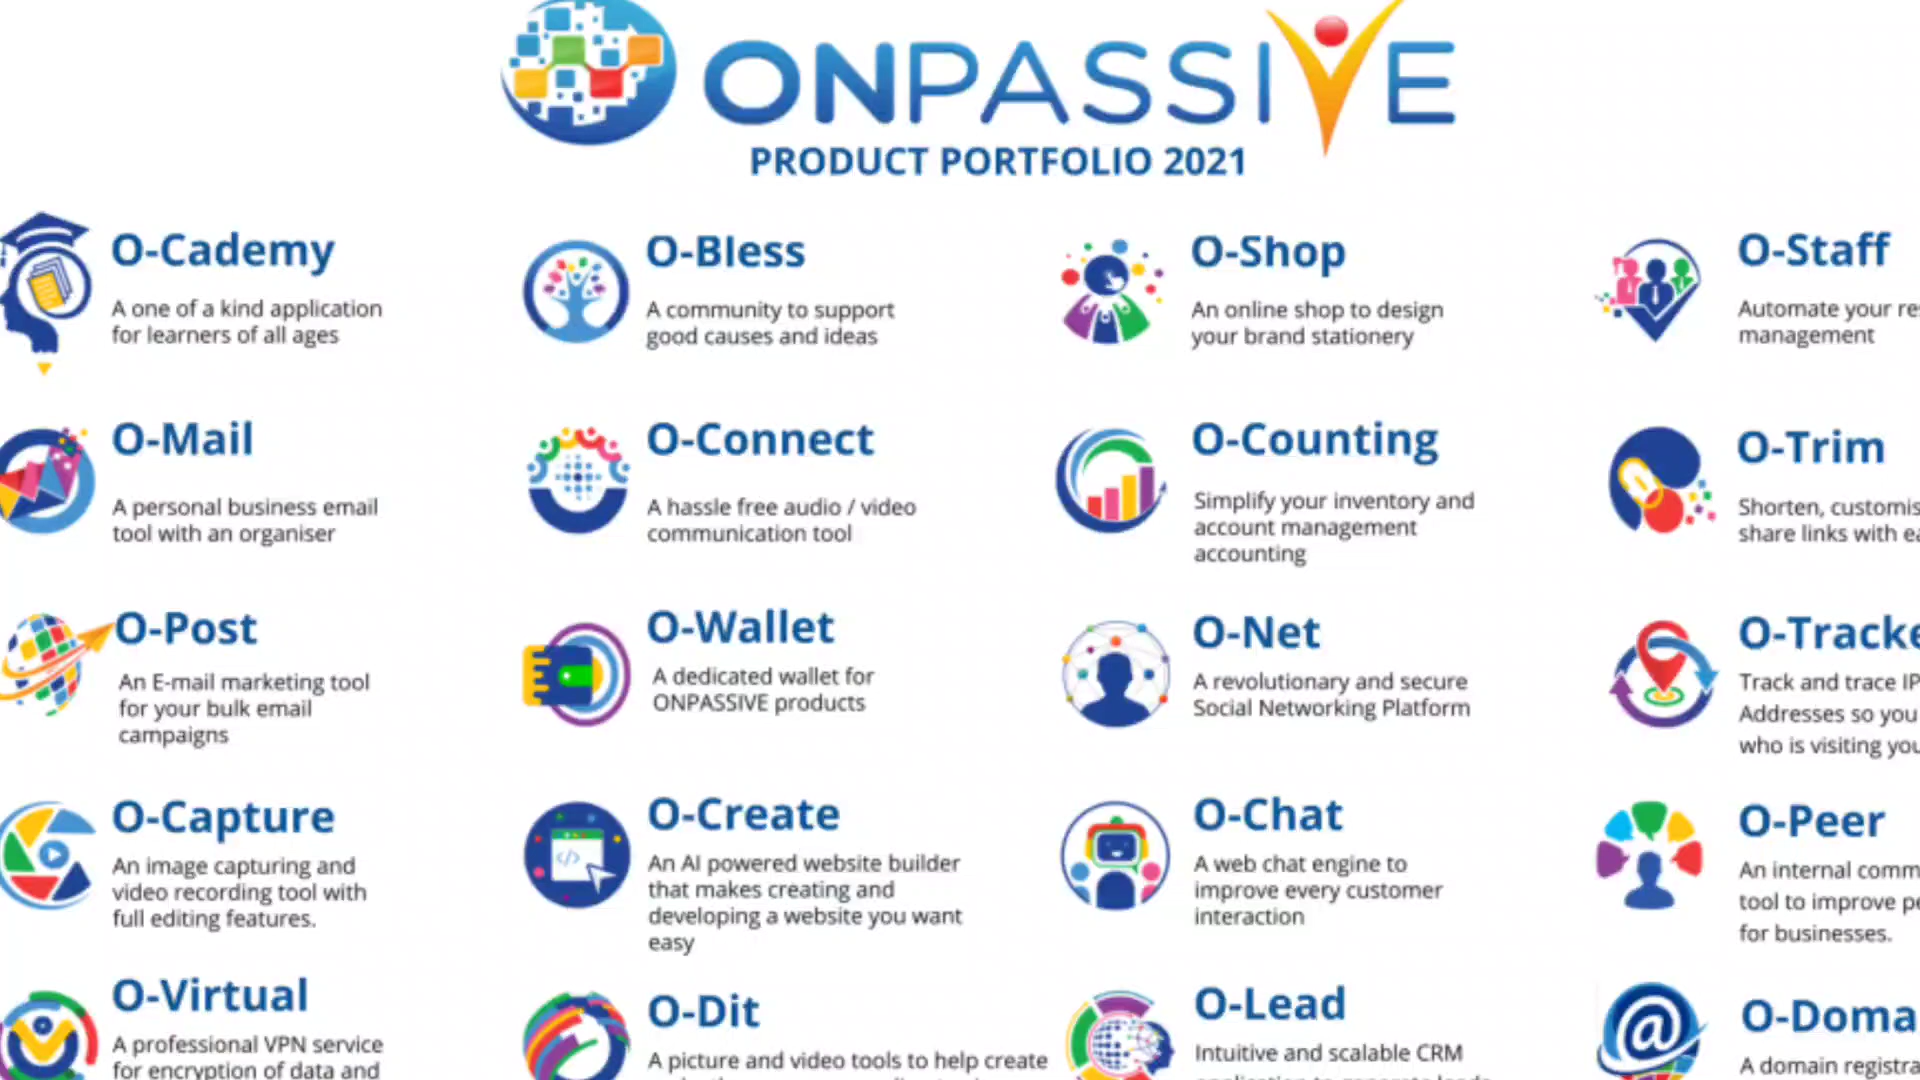 ONPASSIVE
PRODUCT PORTFOLIO 2021
O-Cademy
A one of a kind application
for learners of all ages
O-Bless
A community to support
good causes and ideas
O-Shop
An online shop to design
your brand stationery
O-Staff
Automate your
management
O-Mail
A personal business email
tool with an organiser
O-Connect
A hassle free audio / video
communication tool
O-Counting
Simplify your inventory and
account management
accounting
O-Trim
Shorten,
share links with
O-Post
An E-mail marketing tool
for your bulk email
campaigns
O-Wallet
A dedicated wallet for
ONPASSIVE products
O-Net
A revolutionary and secure
Social Networking Platform
O-Tracke
Track and trace IP
Addresses so you
who is visiting you
O-Capture
An image capturing and
video recording tool with
full editing features.
O-Create
An AI powered website builder
that makes creating and
developing a website you want
easy
O-Chat
A web chat engine to
improve every customer
interaction
O-Peer
An internal comm
tool to improve pe
for businesses.
O-Virtual
A professional VPN service
for encryption of data and
O-Dit
A picture and video tools to help create
O-Lead
Intuitive and scalable CRM
O-Doma
A domain registra